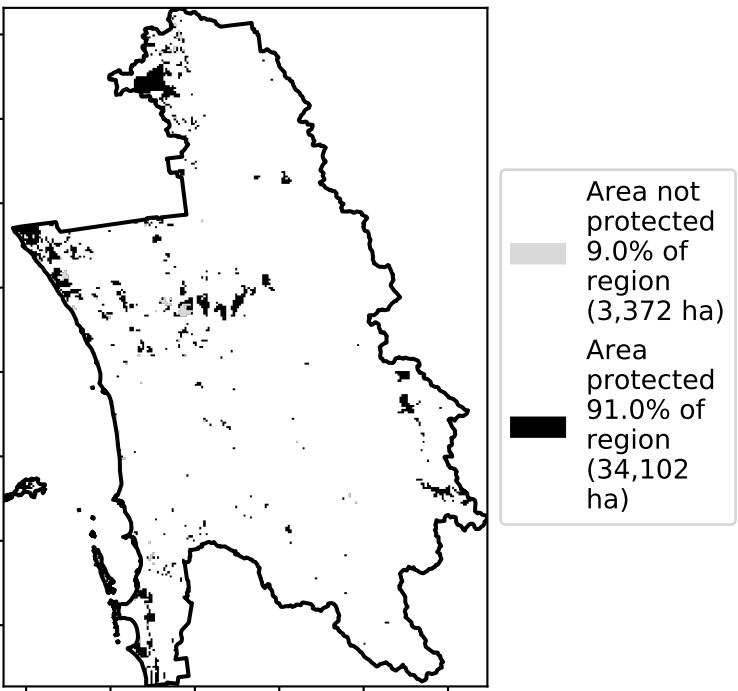 Area not
protected
9.0% of
region
(3,372 ha)
Area
protected
91.0% of
region
(34,102
ha)